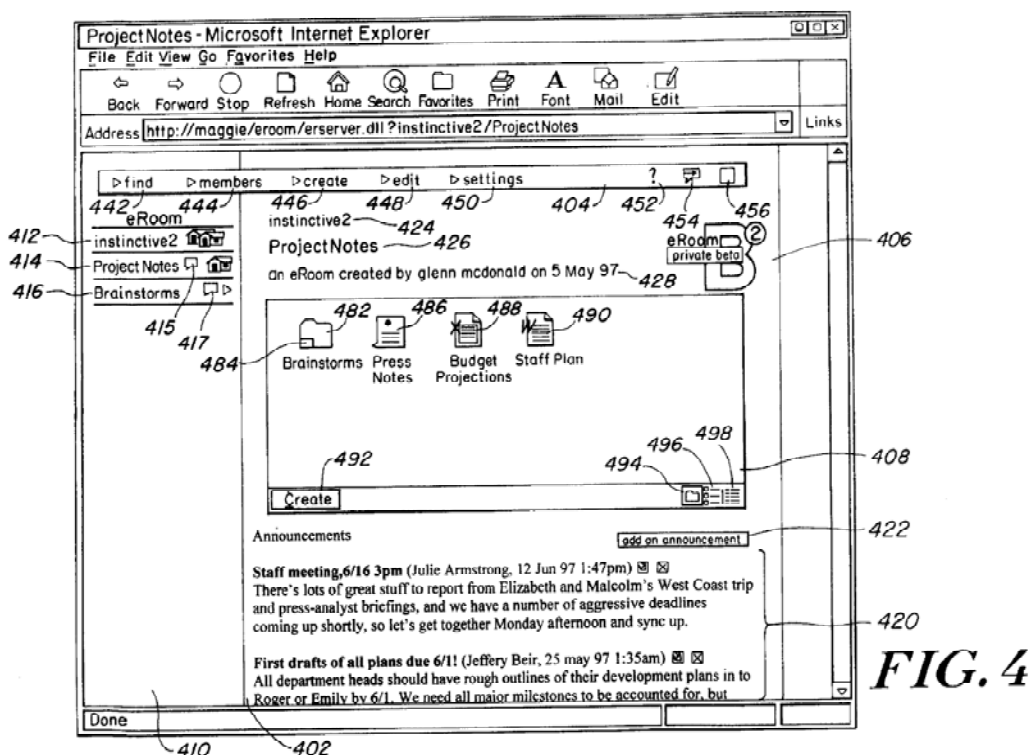 ProjectNotes - Microsoft Internet Explorer
File Edit View Go Favorites Help
Back Forward Stop Refresh Home Search Favorites Print Font Mail Edit
Address http://maggie/eroom/erserver.dll?instinctive2/ProjectNotes Links
find members create edit settings ?
442 444 446 448 450 404 452 454 456
eRoom
412 instinctive2
414 ProjectNotes
416 Brainstorms
415 417
instinctive2 424
ProjectNotes 426
an eRoom created by glenn mcdonald on 5 May 97 428
eRoom B 2
private beta
406
482 486 488 490
X W
484 Brainstorms Press Notes Budget Projections Staff Plan
492 494 496 498 408
Create
Announcements add an announcement 422
Staff meeting,6/16 3pm (Julie Armstrong, 12 Jun 97 1:47pm)
There's lots of great stuff to report from Elizabeth and Malcolm's West Coast trip
and press-analyst briefings, and we have a number of aggressive deadlines
coming up shortly, so let's get together Monday afternoon and sync up.
420
First drafts of all plans due 6/1! (Jeffery Beir, 25 may 97 1:35am)
All department heads should have rough outlines of their development plans in to
Roger or Emily by 6/1. We need all major milestones to be accounted for, but
Done
410 402
FIG. 4